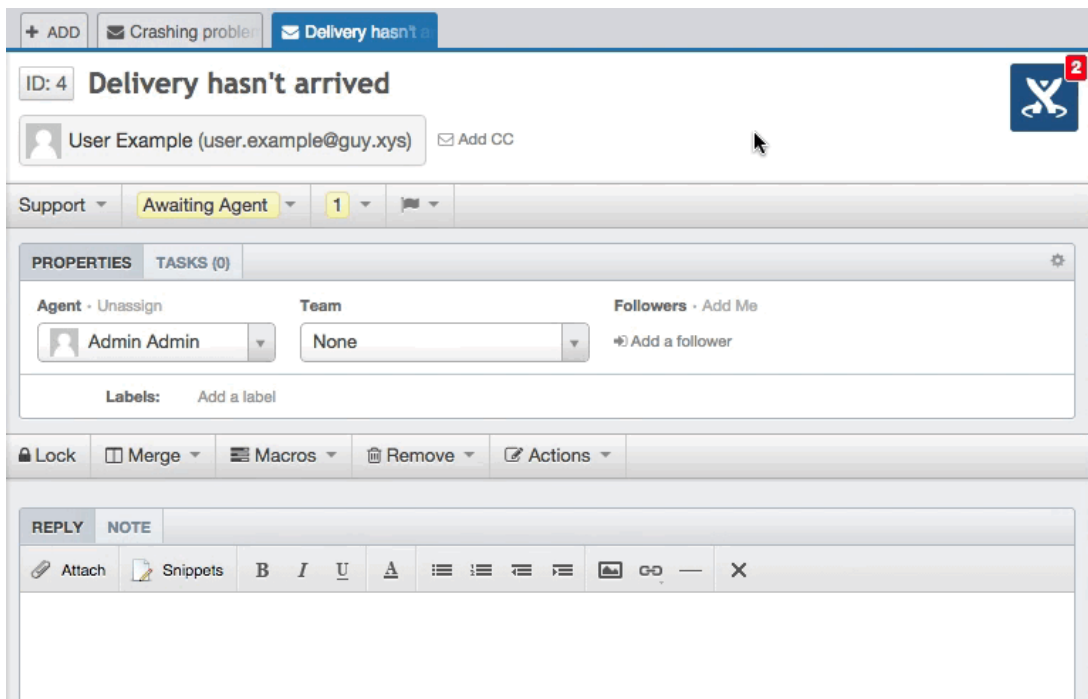 + ADD Crashing problem Delivery hasn't a
ID: 4 Delivery hasn't arrived
2
User Example (user.example@guy.xys) Add CC
Support Awaiting Agent 1
PROPERTIES TASKS (0)
Agent · Unassign Team Followers · Add Me
Admin Admin None Add a follower
Labels: Add a label
Lock Merge Macros Remove Actions
REPLY NOTE
Attach Snippets B I U A